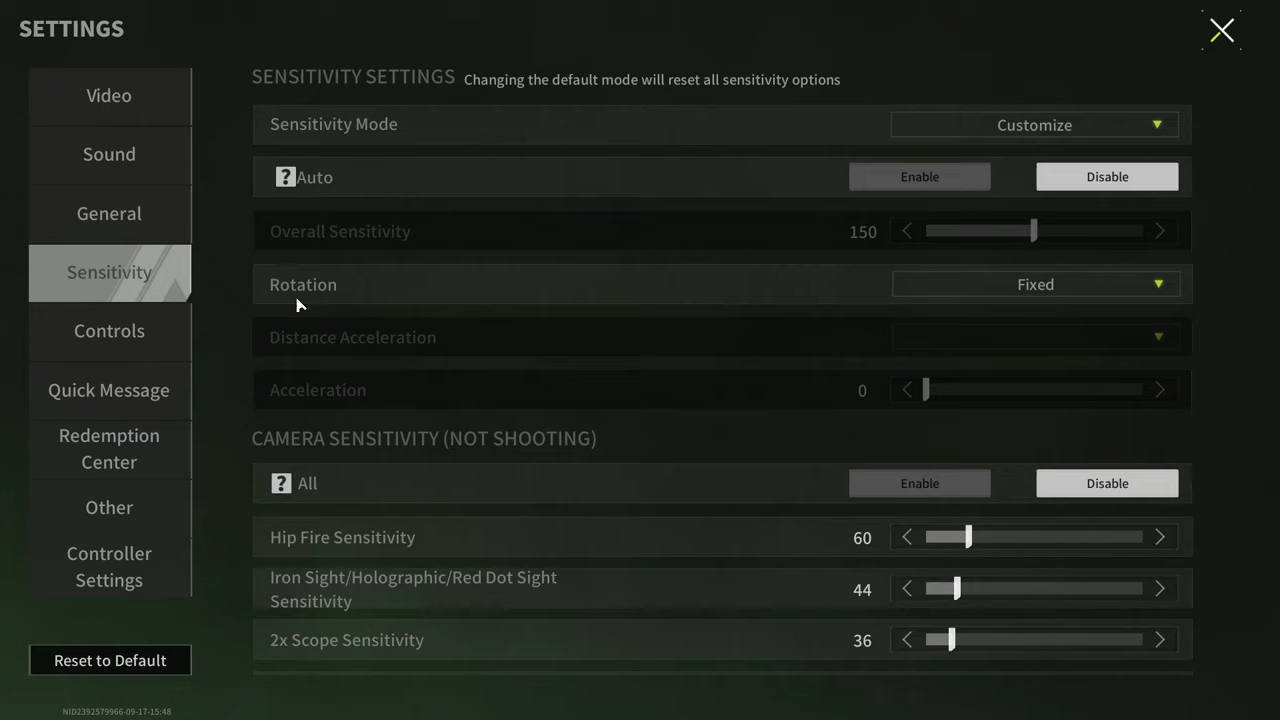 SETTINGS
Video
Sound
General
Sensitivity
Controls
Quick Message
Redemption
Center
Other
Controller
Settings
Reset to Default
NID2392579966-09-17-15:48
SENSITIVITY SETTINGS Changing the default mode will reset all sensitivity options
Sensitivity Mode Customize
? Auto Enable Disable
Overall Sensitivity 150
Rotation Fixed
Distance Acceleration
Acceleration 0
CAMERA SENSITIVITY (NOT SHOOTING)
? All Enable Disable
Hip Fire Sensitivity 60
Iron Sight/Holographic/Red Dot Sight
Sensitivity 44
2x Scope Sensitivity 36